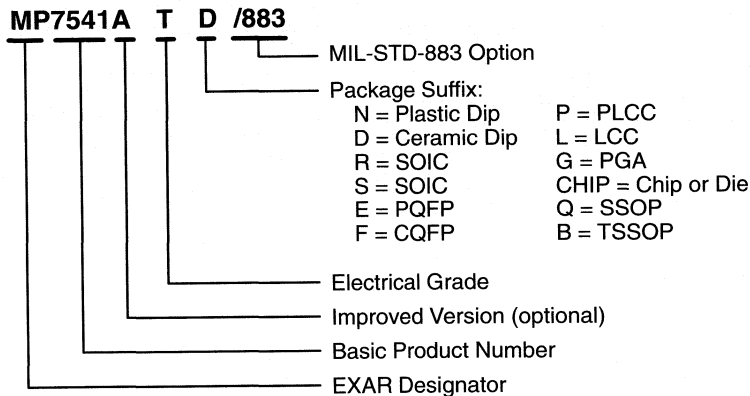 MP7541A T D /883
MIL-STD-883 Option
Package Suffix:
N = Plastic Dip P = PLCC
D = Ceramic Dip L = LCC
R = SOIC G = PGA
S = SOIC CHIP = Chip or Die
E = PQFP Q = SSOP
F = CQFP B = TSSOP
Electrical Grade
Improved Version (optional)
Basic Product Number
EXAR Designator